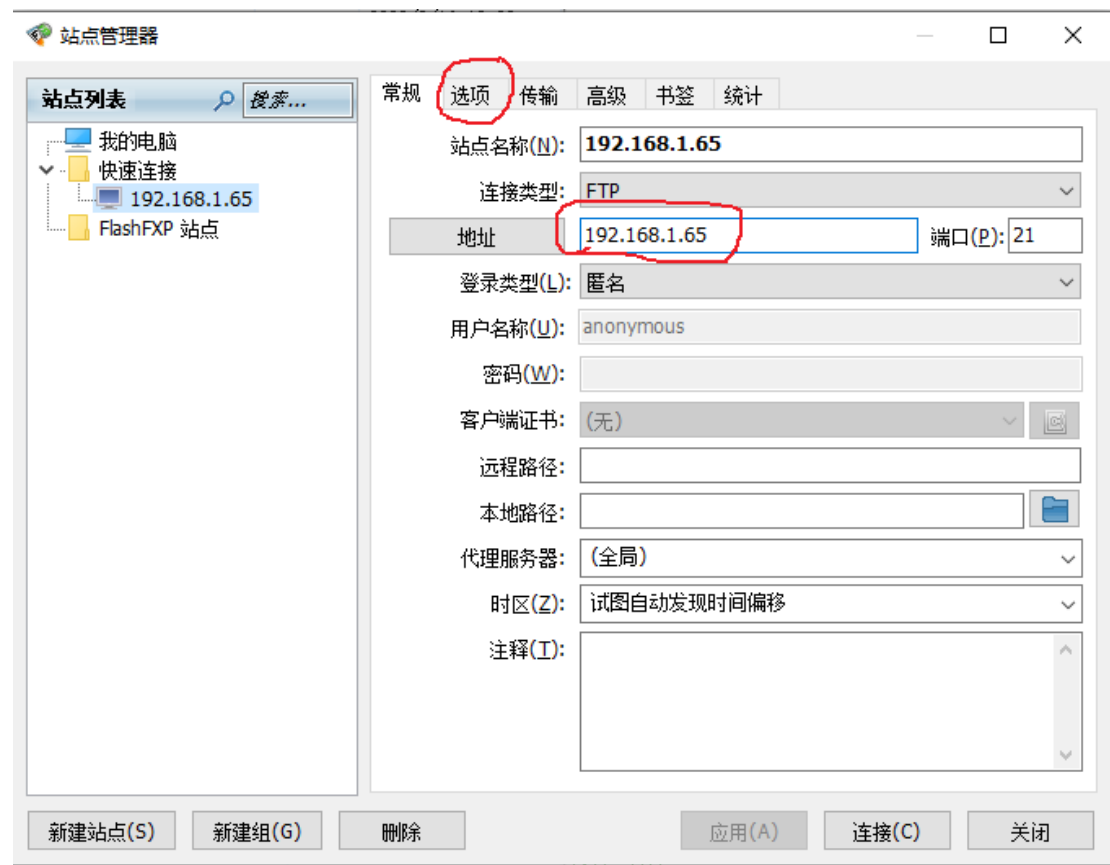 站点管理器
站点列表 搜索...
我的电脑
快速连接
192.168.1.65
FlashFXP 站点
常规 选项 传输 高级 书签 统计
站点名称(N): 192.168.1.65
连接类型: FTP
地址 192.168.1.65 端口(P): 21
登录类型(L): 匿名
用户名称(U): anonymous
密码(W):
客户端证书: (无)
远程路径:
本地路径:
代理服务器: (全局)
时区(Z): 试图自动发现时间偏移
注释(T):
新建站点(S) 新建组(G) 删除 应用(A) 连接(C) 关闭